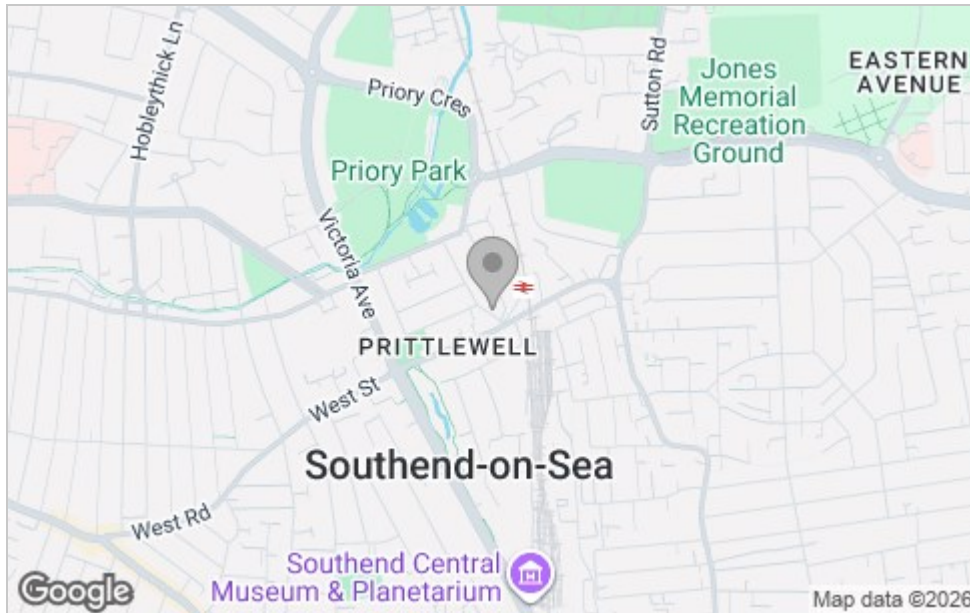 Hobleythick Ln
Priory Cres
Sutton Rd
EASTERN
AVENUE
Jones
Memorial
Recreation
Ground
Priory Park
Victoria Ave
PRITTLEWELL
West St
Southend-on-Sea
West Rd
Southend Central
Museum & Planetarium
Google
Map data ©2026